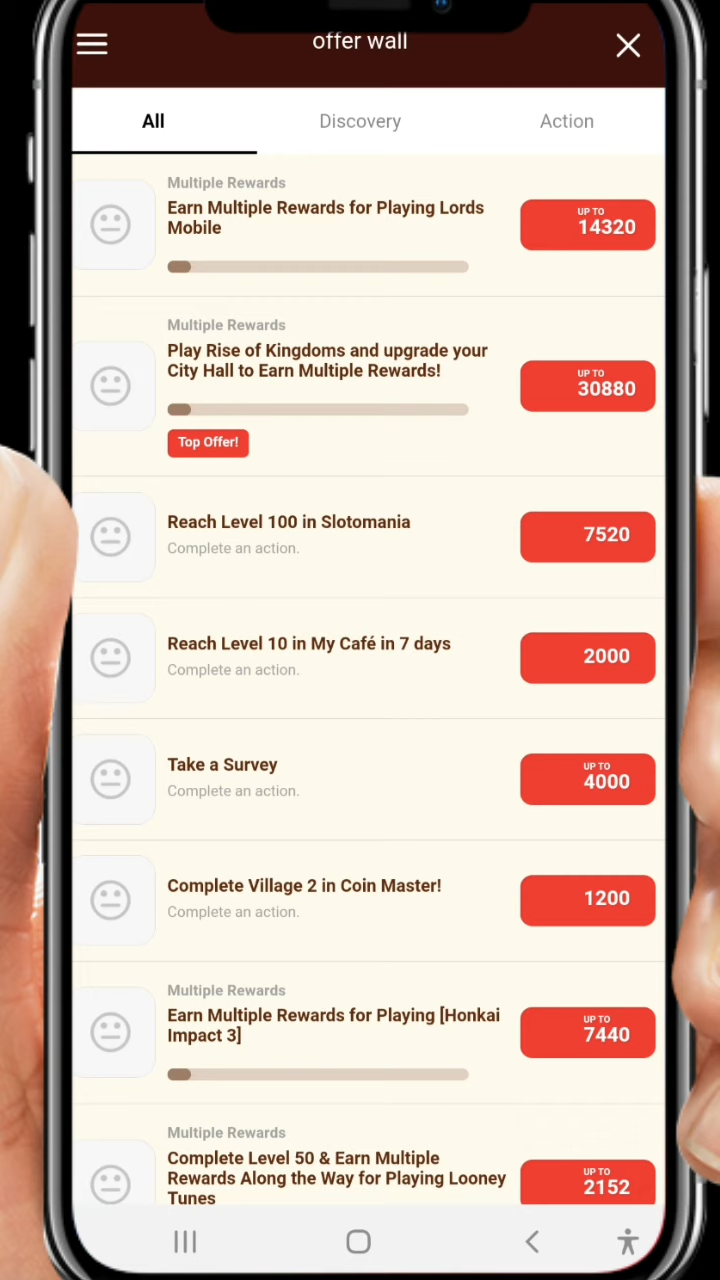 offer wall
All
Discovery
Action
Multiple Rewards
Earn Multiple Rewards for Playing Lords
Mobile
UP TO
14320
Multiple Rewards
Play Rise of Kingdoms and upgrade your
City Hall to Earn Multiple Rewards!
UP TO
30880
Top Offer!
Reach Level 100 in Slotomania
Complete an action.
7520
Reach Level 10 in My Café in 7 days
Complete an action.
2000
Take a Survey
Complete an action.
UP TO
4000
Complete Village 2 in Coin Master!
Complete an action.
1200
Multiple Rewards
Earn Multiple Rewards for Playing [Honkai
Impact 3]
UP TO
7440
Multiple Rewards
Complete Level 50 & Earn Multiple
Rewards Along the Way for Playing Looney
Tunes
UP TO
2152